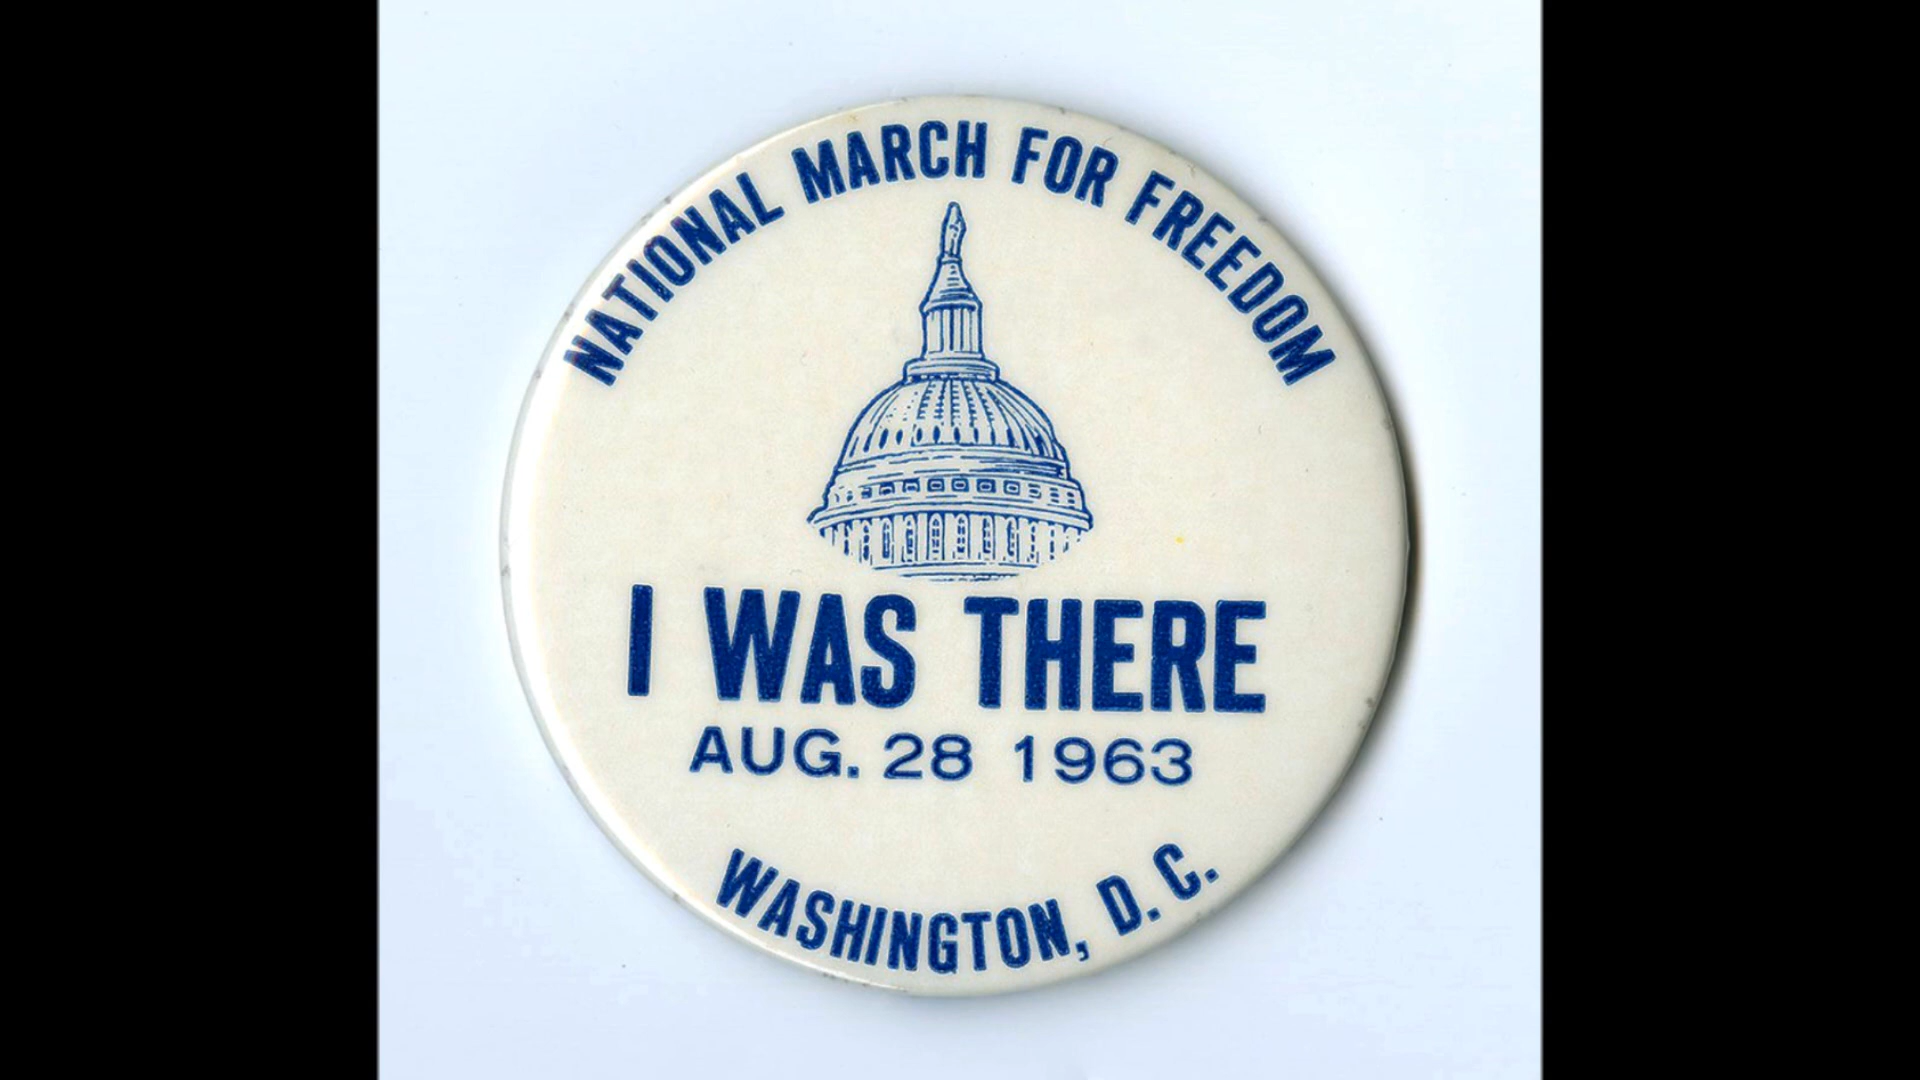 NATIONAL MARCH FOR FREEDOM
I WAS THERE
AUG. 28 1963
WASHINGTON, D. C.